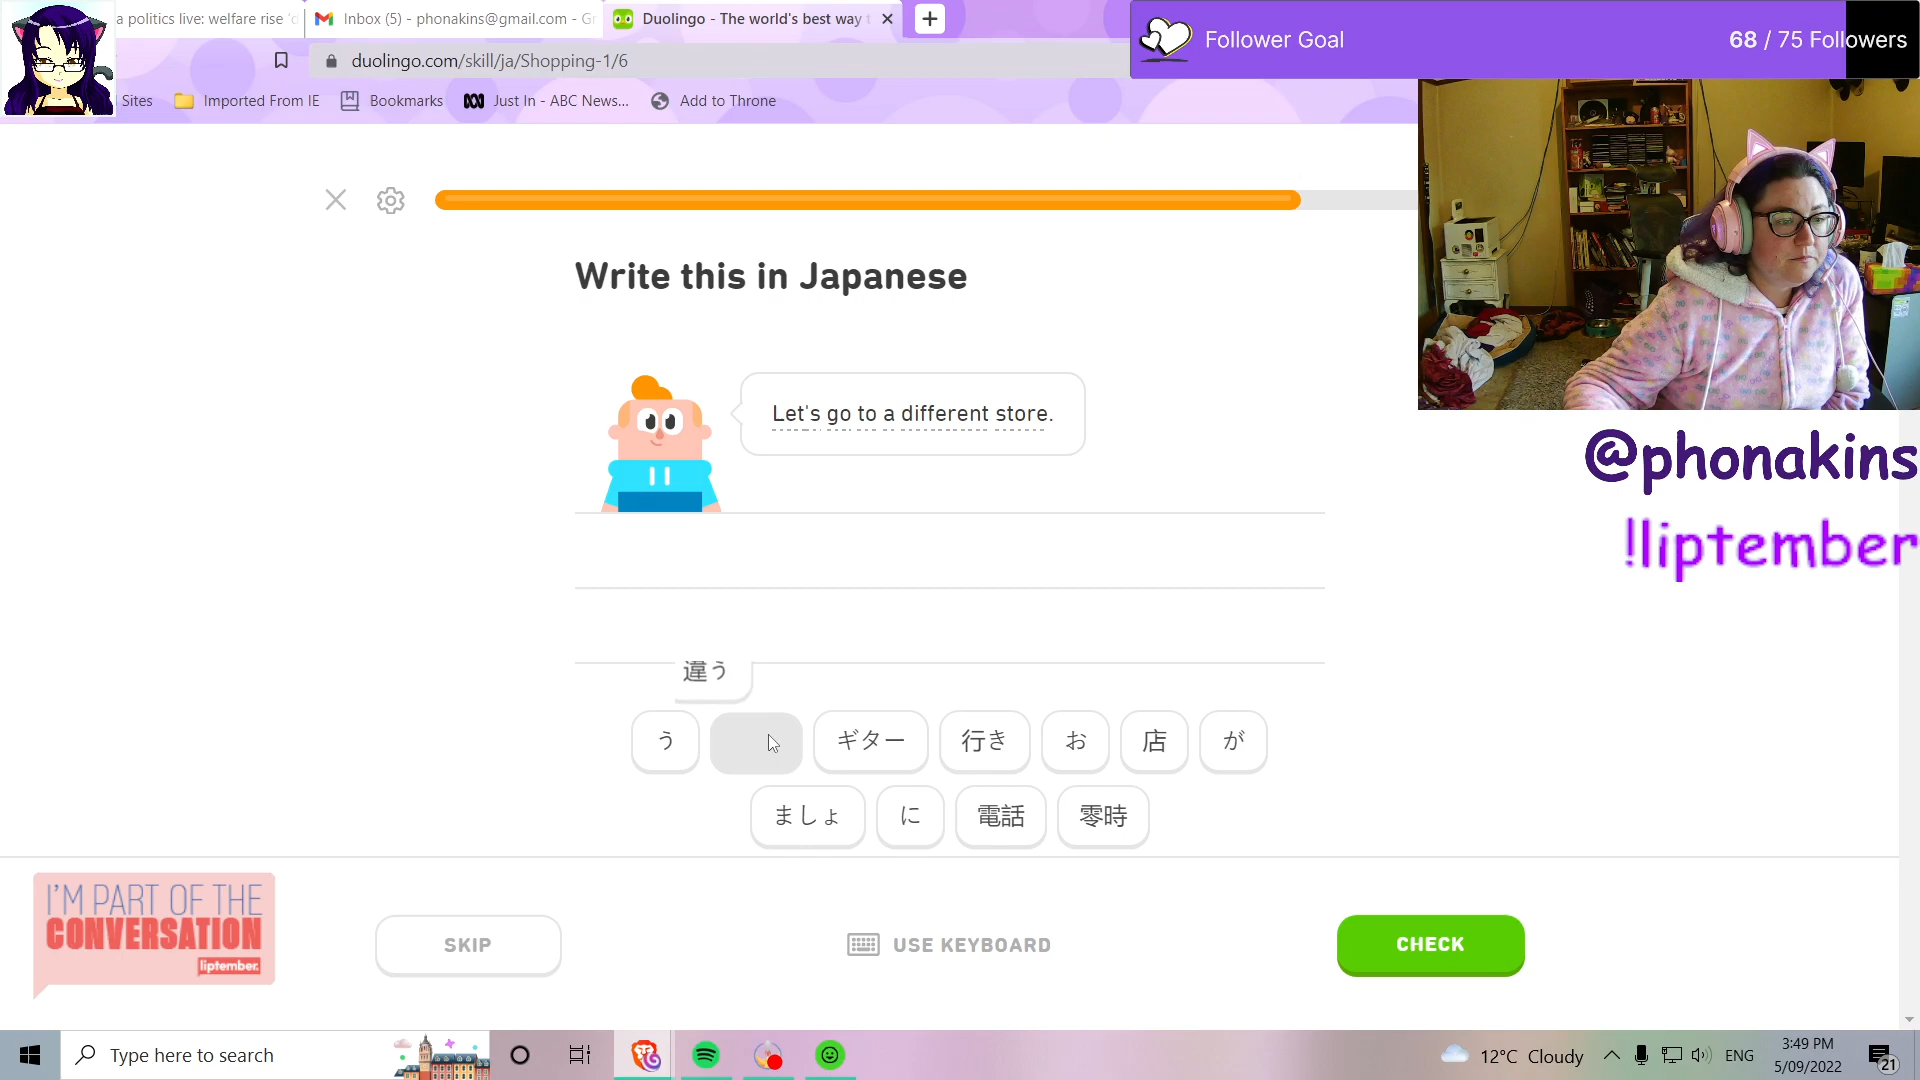 a politics live: welfare rise 'o
Inbox (5) - phonakins@gmail.com - Gr
Duolingo - The world's best way t
Follower Goal
68 / 75 Followers
duolingo.com/skill/ja/Shopping-1/6
Sites
Imported From IE
Bookmarks
Just In - ABC News...
Add to Throne
Write this in Japanese
Let's go to a different store.
@phonakins
!liptember
違う
う
ギター
行き
お
店
が
ましょ
に
電話
零時
I'M PART OF THE
CONVERSATION
liptember.
SKIP
USE KEYBOARD
CHECK
Type here to search
12°C Cloudy
ENG
3:49 PM
5/09/2022
21